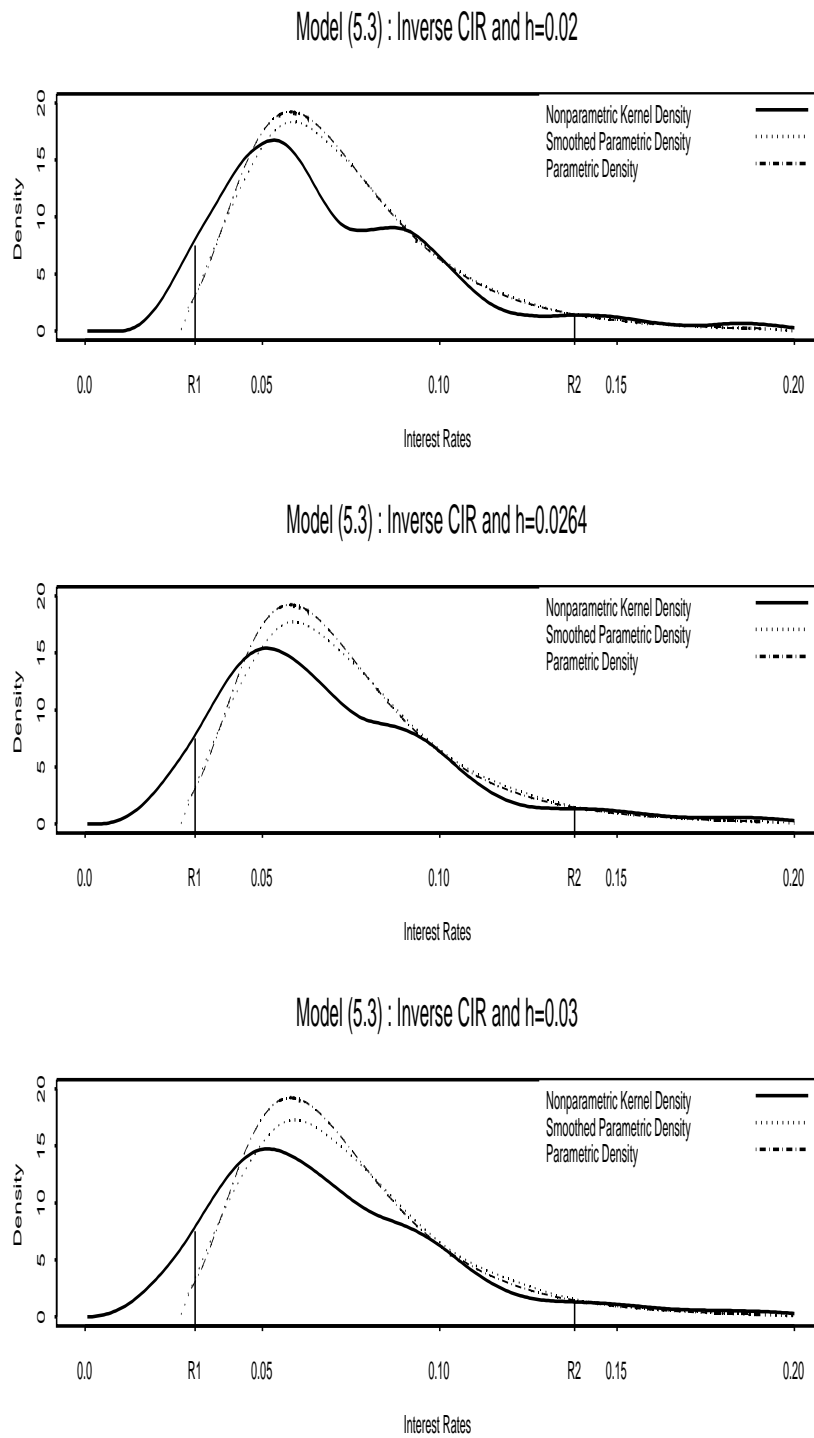 Model (5.3) : Inverse CIR and h=0.02
Nonparametric Kernel Density
Smoothed Parametric Density
Parametric Density
Density
20
15
10
5
0
0.0 R1 0.05 0.10 R2 0.15 0.20
Interest Rates
Model (5.3) : Inverse CIR and h=0.0264
Nonparametric Kernel Density
Smoothed Parametric Density
Parametric Density
Density
20
15
10
5
0
0.0 R1 0.05 0.10 R2 0.15 0.20
Interest Rates
Model (5.3) : Inverse CIR and h=0.03
Nonparametric Kernel Density
Smoothed Parametric Density
Parametric Density
Density
20
15
10
5
0
0.0 R1 0.05 0.10 R2 0.15 0.20
Interest Rates